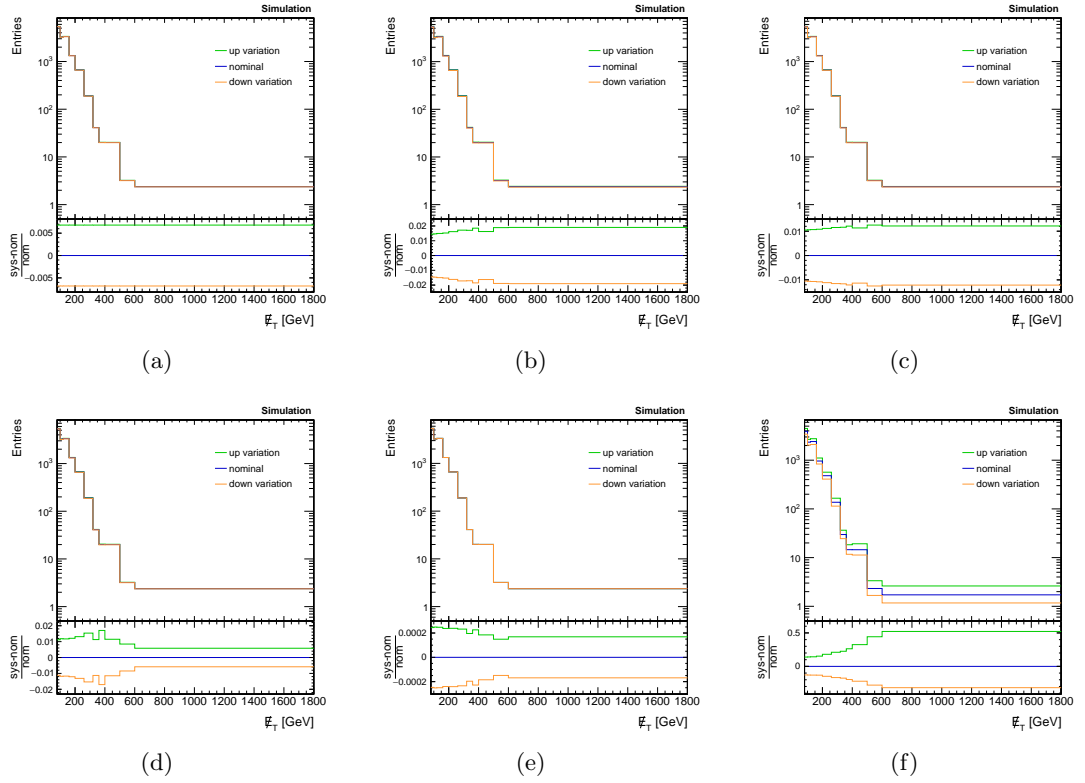 Simulation
Entries
up variation
nominal
down variation
10³
10²
10
1
sys-nom
nom
0.005
0
−0.005
200 400 600 800 1000 1200 1400 1600 1800
E̸_T [GeV]
(a)
Simulation
Entries
up variation
nominal
down variation
10³
10²
10
1
sys-nom
nom
0.02
0.01
0
−0.01
−0.02
200 400 600 800 1000 1200 1400 1600 1800
E̸_T [GeV]
(b)
Simulation
Entries
up variation
nominal
down variation
10³
10²
10
1
sys-nom
nom
0.01
0
−0.01
200 400 600 800 1000 1200 1400 1600 1800
E̸_T [GeV]
(c)
Simulation
Entries
up variation
nominal
down variation
10³
10²
10
1
sys-nom
nom
0.02
0.01
0
−0.01
−0.02
200 400 600 800 1000 1200 1400 1600 1800
E̸_T [GeV]
(d)
Simulation
Entries
up variation
nominal
down variation
10³
10²
10
1
sys-nom
nom
0.0002
0
−0.0002
200 400 600 800 1000 1200 1400 1600 1800
E̸_T [GeV]
(e)
Simulation
Entries
up variation
nominal
down variation
10³
10²
10
1
sys-nom
nom
0.5
0
200 400 600 800 1000 1200 1400 1600 1800
E̸_T [GeV]
(f)